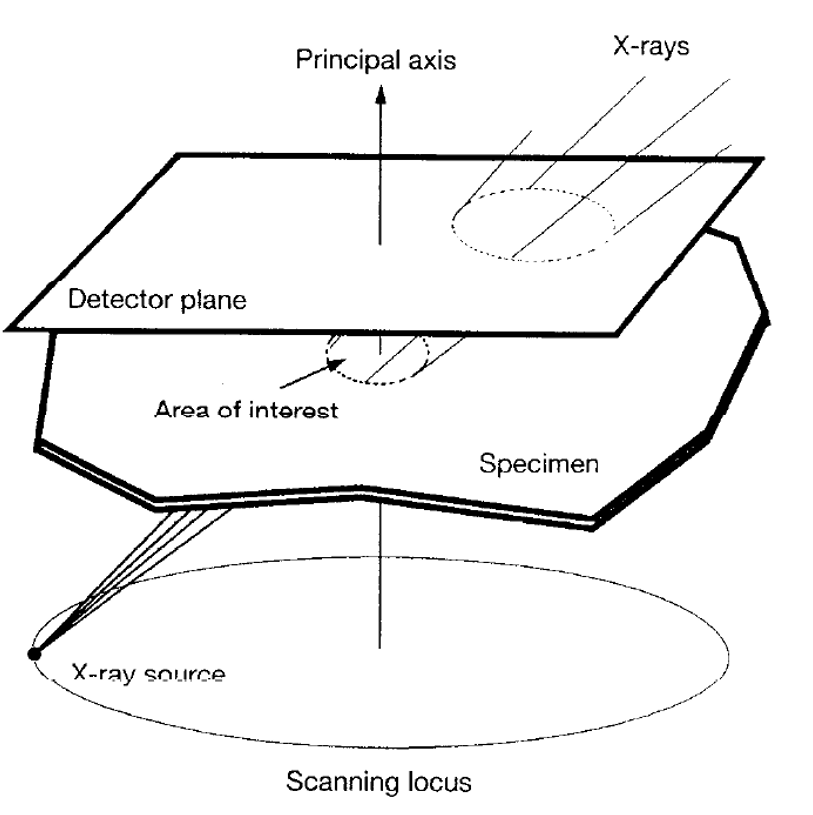 X-rays
Principal axis
Detector plane
Area of interest
Specimen
X-ray source
Scanning locus